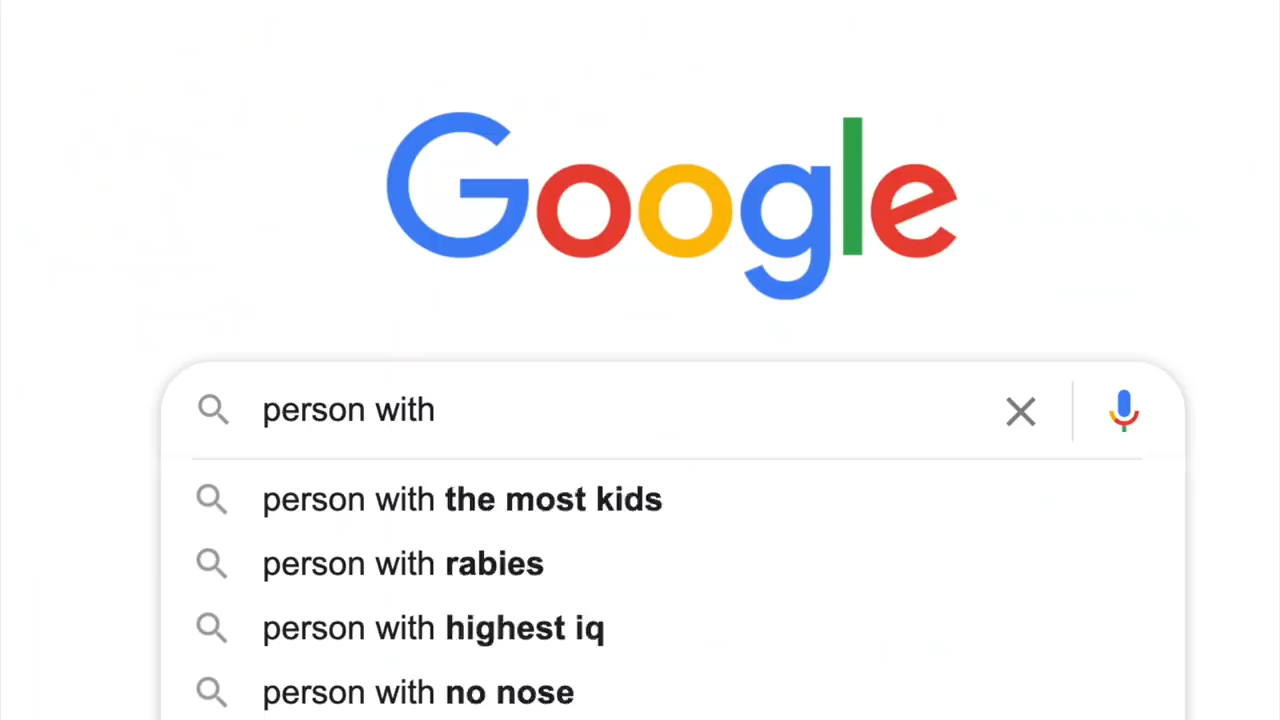 Google
person with
person with the most kids
person with rabies
person with highest iq
person with no nose